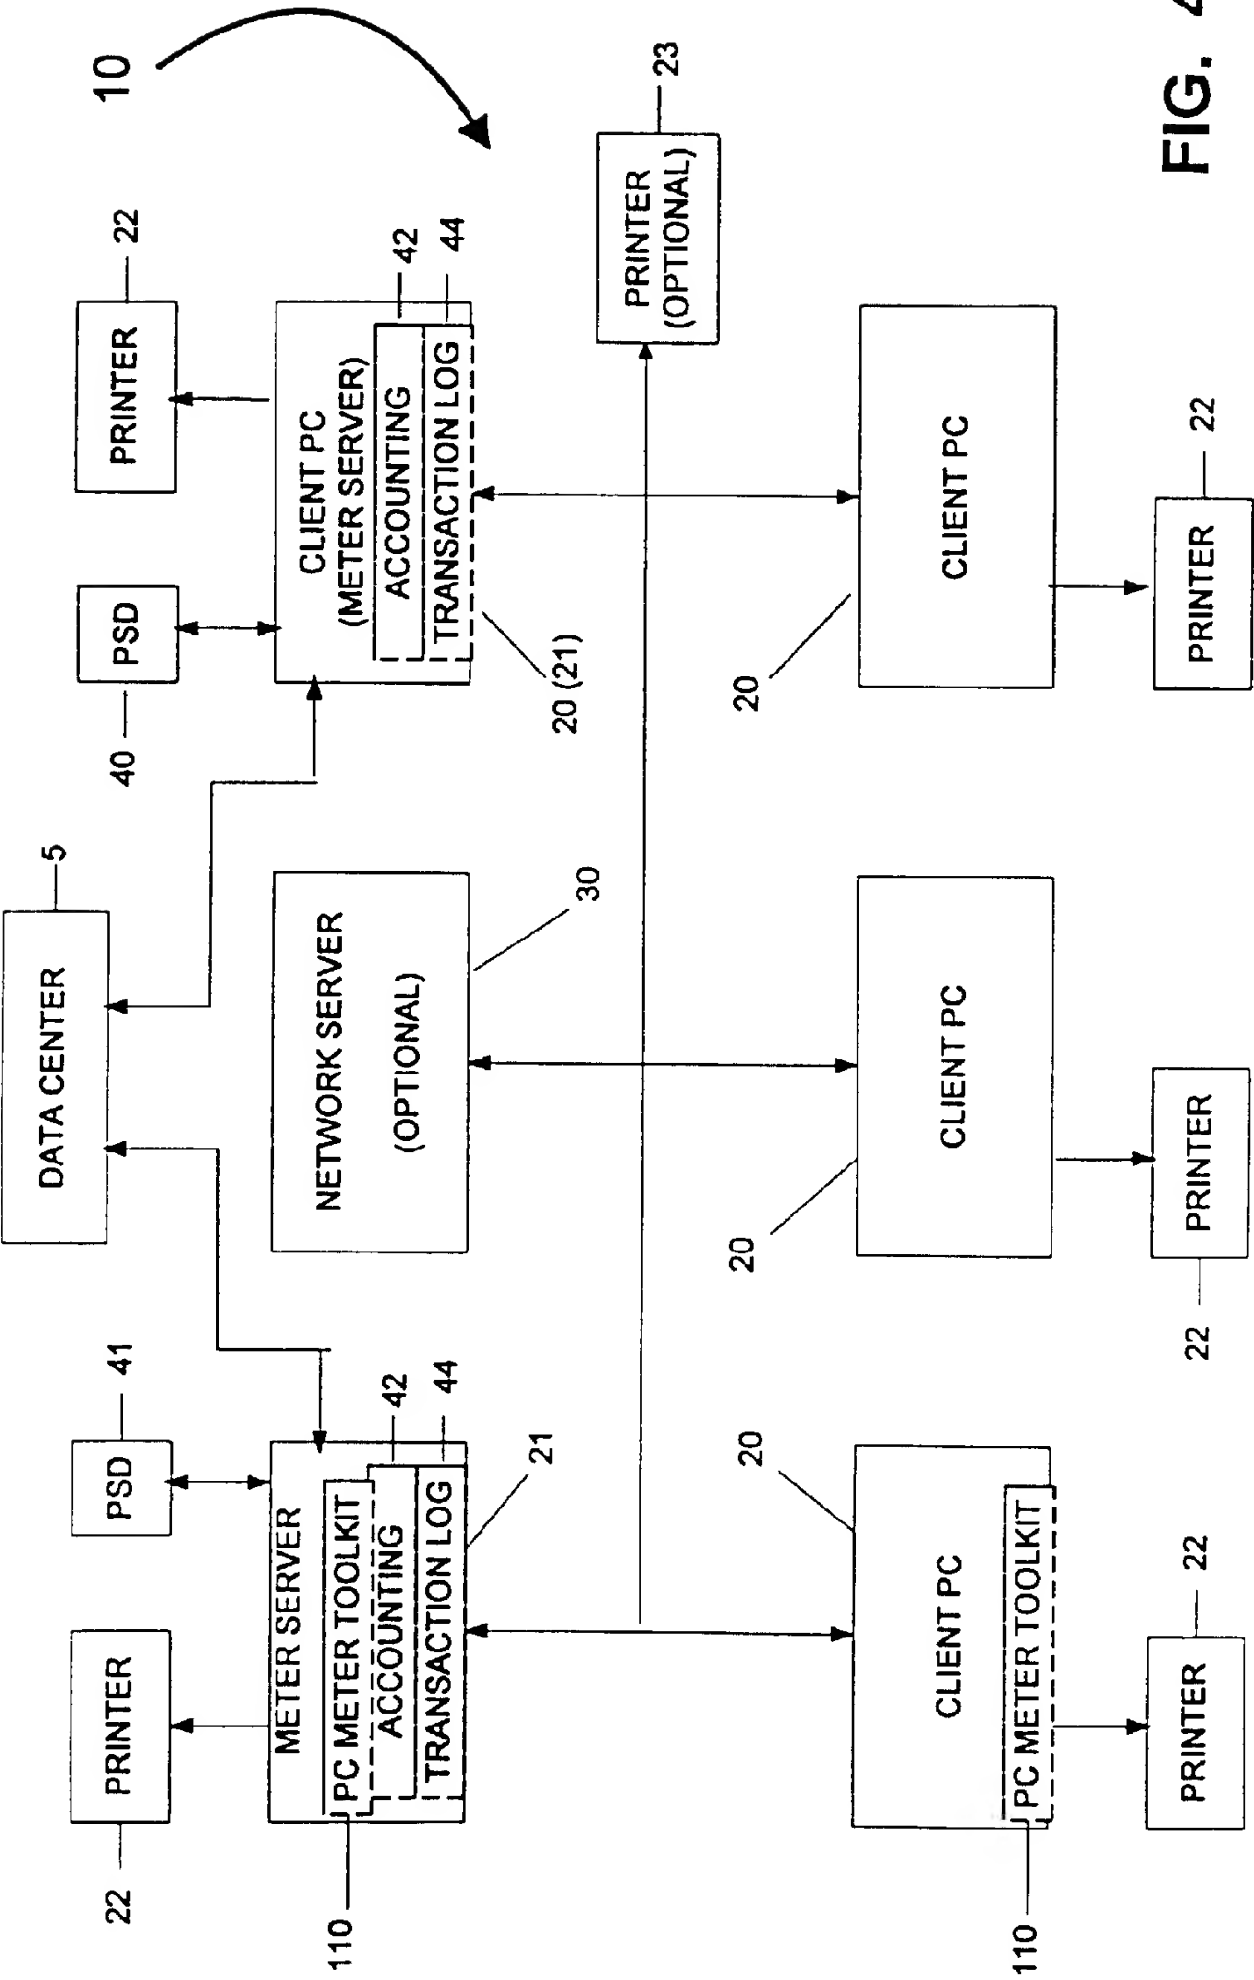 DATA CENTER
5
22
PRINTER
PSD
41
40
PSD
PRINTER
22
10
METER SERVER
PC METER TOOLKIT
ACCOUNTING
TRANSACTION LOG
110
42
44
21
NETWORK SERVER
(OPTIONAL)
30
CLIENT PC
(METER SERVER)
ACCOUNTING
TRANSACTION LOG
42
44
20 (21)
PRINTER
(OPTIONAL)
23
20
20
20
CLIENT PC
PC METER TOOLKIT
110
CLIENT PC
CLIENT PC
PRINTER
22
22
PRINTER
PRINTER
22
FIG. 4